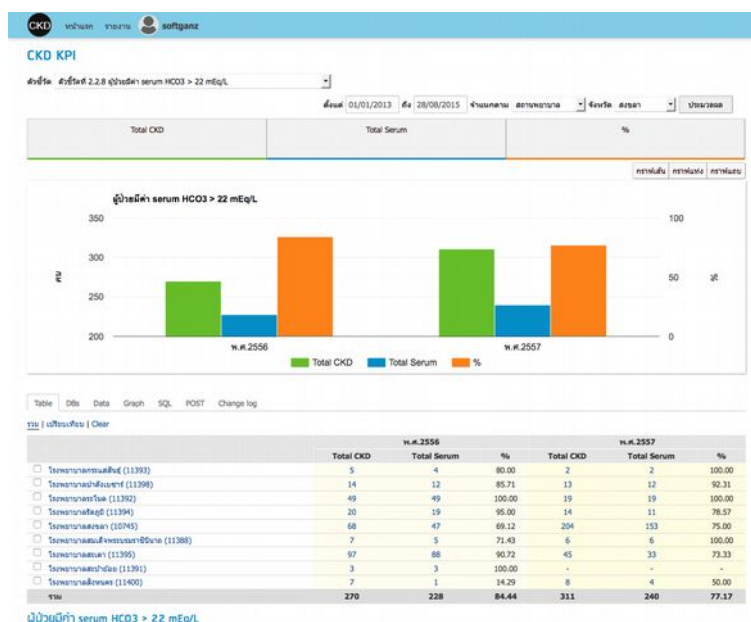 CKD หน้าแรก รายงาน softganz
CKD KPI
ตัวชี้วัด ตัวชี้วัดที่ 2.2.8 ผู้ป่วยมีค่า serum HCO3 > 22 mEq/L
ตั้งแต่ 01/01/2013 ถึง 28/08/2015 จำแนกตาม สถานพยาบาล จังหวัด สงขลา ประมวลผล
Total CKD Total Serum %
กราฟเส้น กราฟแท่ง กราฟแถบ
ผู้ป่วยมีค่า serum HCO3 > 22 mEq/L
350 100
300
คน 50 %
250
200 0
พ.ศ.2556 พ.ศ.2557
Total CKD Total Serum %
Table DBs Data Graph SQL POST Change log
รวม | เปรียบเทียบ | Clear
พ.ศ.2556 พ.ศ.2557
Total CKD Total Serum % Total CKD Total Serum %
โรงพยาบาลกระแสสินธุ์ (11393) 5 4 80.00 2 2 100.00
โรงพยาบาลบางกล่ำ (11398) 14 12 85.71 13 12 92.31
โรงพยาบาลระโนด (11392) 49 49 100.00 19 19 100.00
โรงพยาบาลรัตภูมิ (11394) 20 19 95.00 14 11 78.57
โรงพยาบาลสงขลา (10745) 68 47 69.12 204 153 75.00
โรงพยาบาลสมเด็จพระบรมราชินีนาถ (11388) 7 5 71.43 6 6 100.00
โรงพยาบาลสะเดา (11395) 97 88 90.72 45 33 73.33
โรงพยาบาลสะบ้าย้อย (11391) 3 3 100.00 - - -
โรงพยาบาลสิงหนคร (11400) 7 1 14.29 8 4 50.00
รวม 270 228 84.44 311 240 77.17
ผู้ป่วยมีค่า serum HCO3 > 22 mEq/L